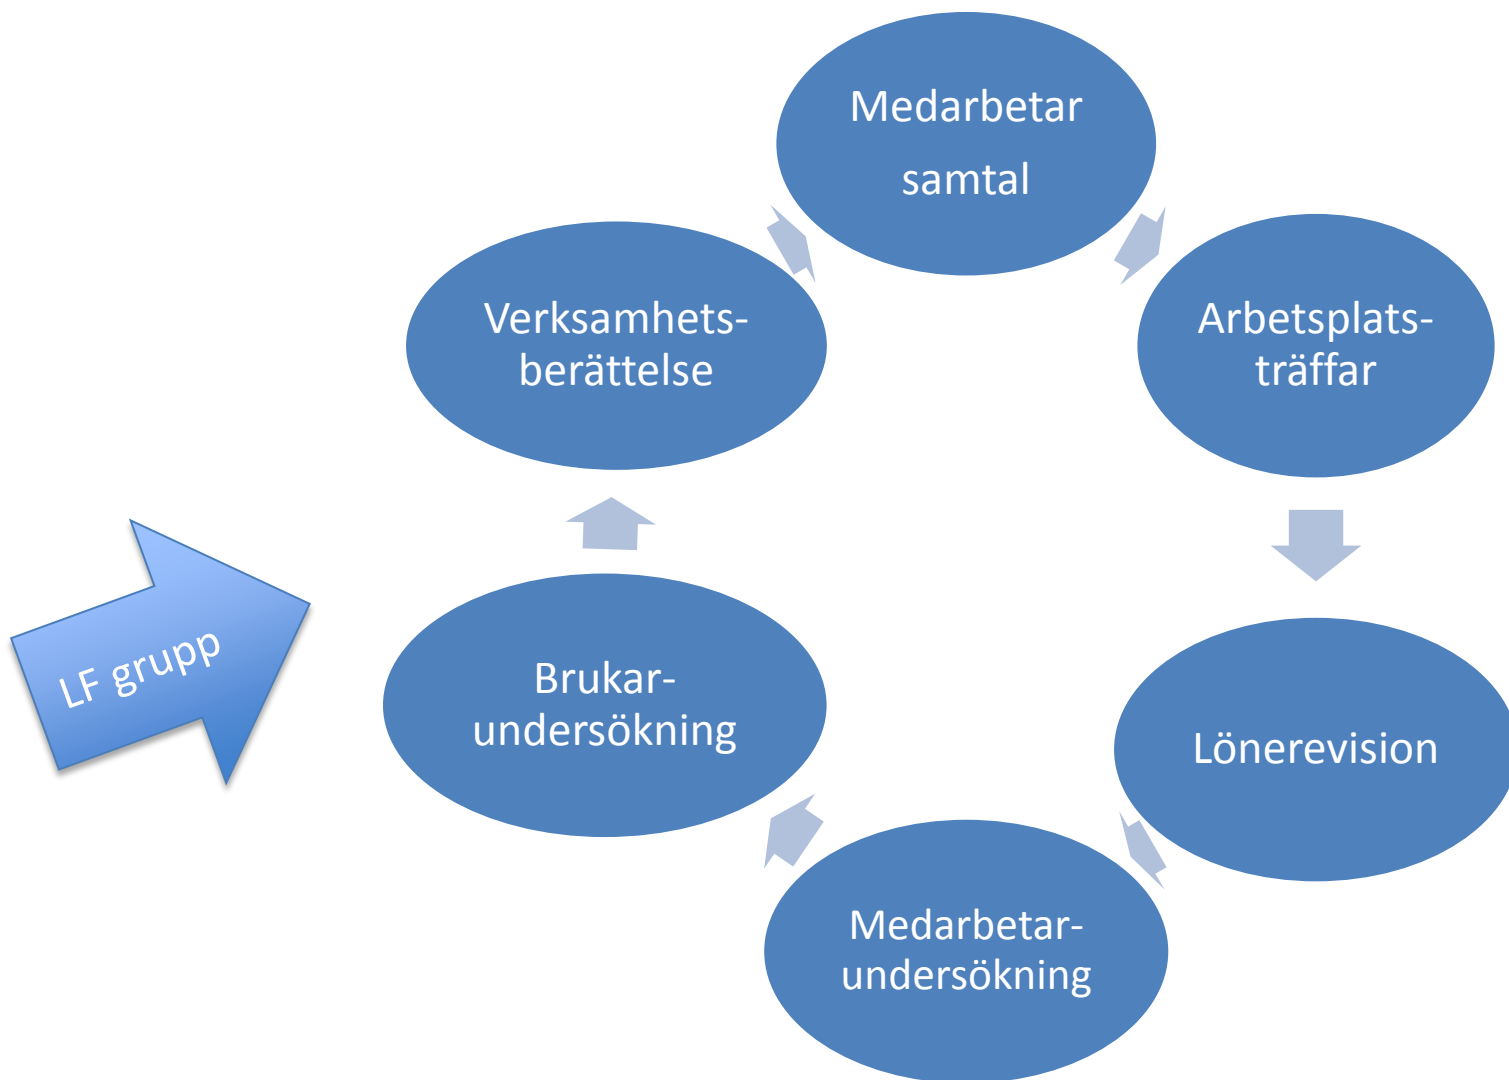 Medarbetar
samtal
Arbetsplats-
träffar
Lönerevision
Medarbetar-
undersökning
Brukar-
undersökning
Verksamhets-
berättelse
LF grupp